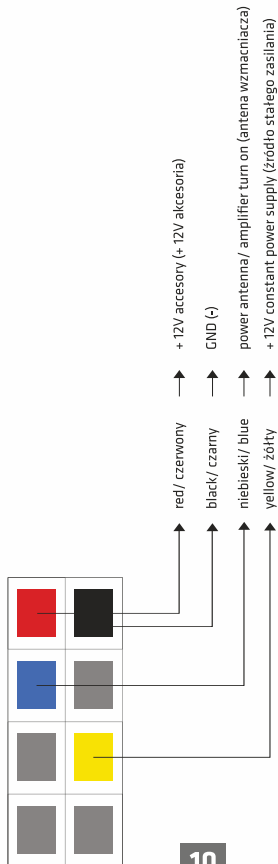 red/ czerwony
+ 12V accesory (+ 12V akcesoria)
black/ czarny
GND (-)
niebieski/ blue
power antenna/ amplifier turn on (antena wzmacniacza)
yellow/ żółty
+ 12V constant power supply (źródło stałego zasilania)
10